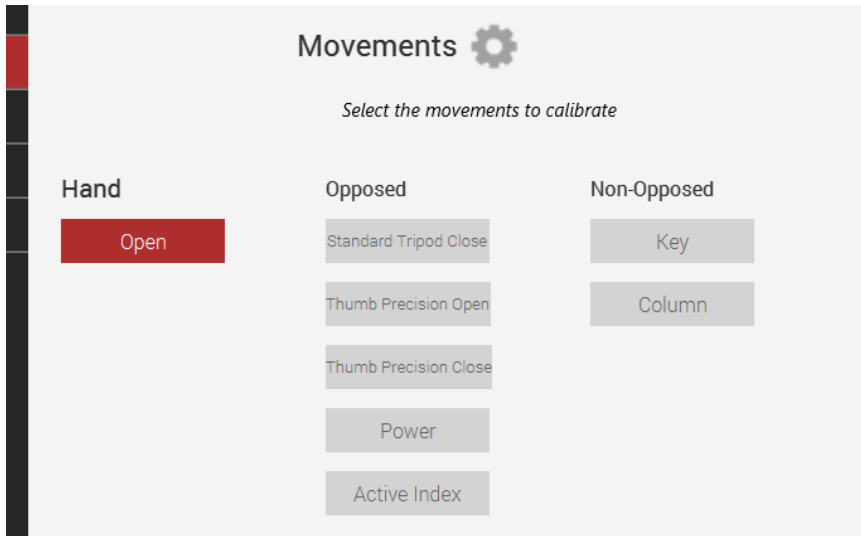 Movements
Select the movements to calibrate
Hand
Open
Opposed
Standard Tripod Close
Thumb Precision Open
Thumb Precision Close
Power
Active Index
Non-Opposed
Key
Column